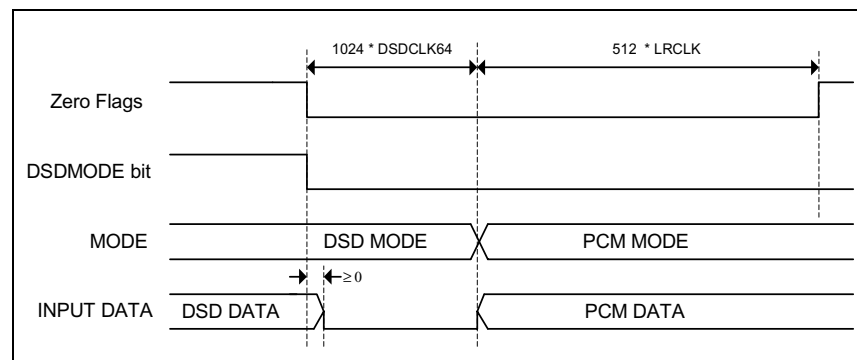 1024 * DSDCLK64 512 * LRCLK
Zero Flags
DSDMODE bit
MODE DSD MODE PCM MODE
≥0
INPUT DATA DSD DATA PCM DATA